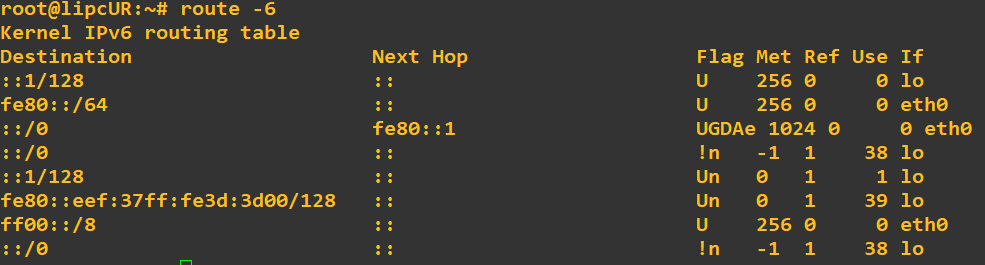 root@lipcUR:~# route -6
Kernel IPv6 routing table
Destination                    Next Hop                   Flag Met Ref Use If
::1/128                        ::                         U    256 0     0 lo
fe80::/64                      ::                         U    256 0     0 eth0
::/0                           fe80::1                    UGDAe 1024 0     0 eth0
::/0                           ::                         !n   -1  1    38 lo
::1/128                        ::                         Un   0   1     1 lo
fe80::eef:37ff:fe3d:3d00/128   ::                         Un   0   1    39 lo
ff00::/8                       ::                         U    256 0     0 eth0
::/0                           ::                         !n   -1  1    38 lo